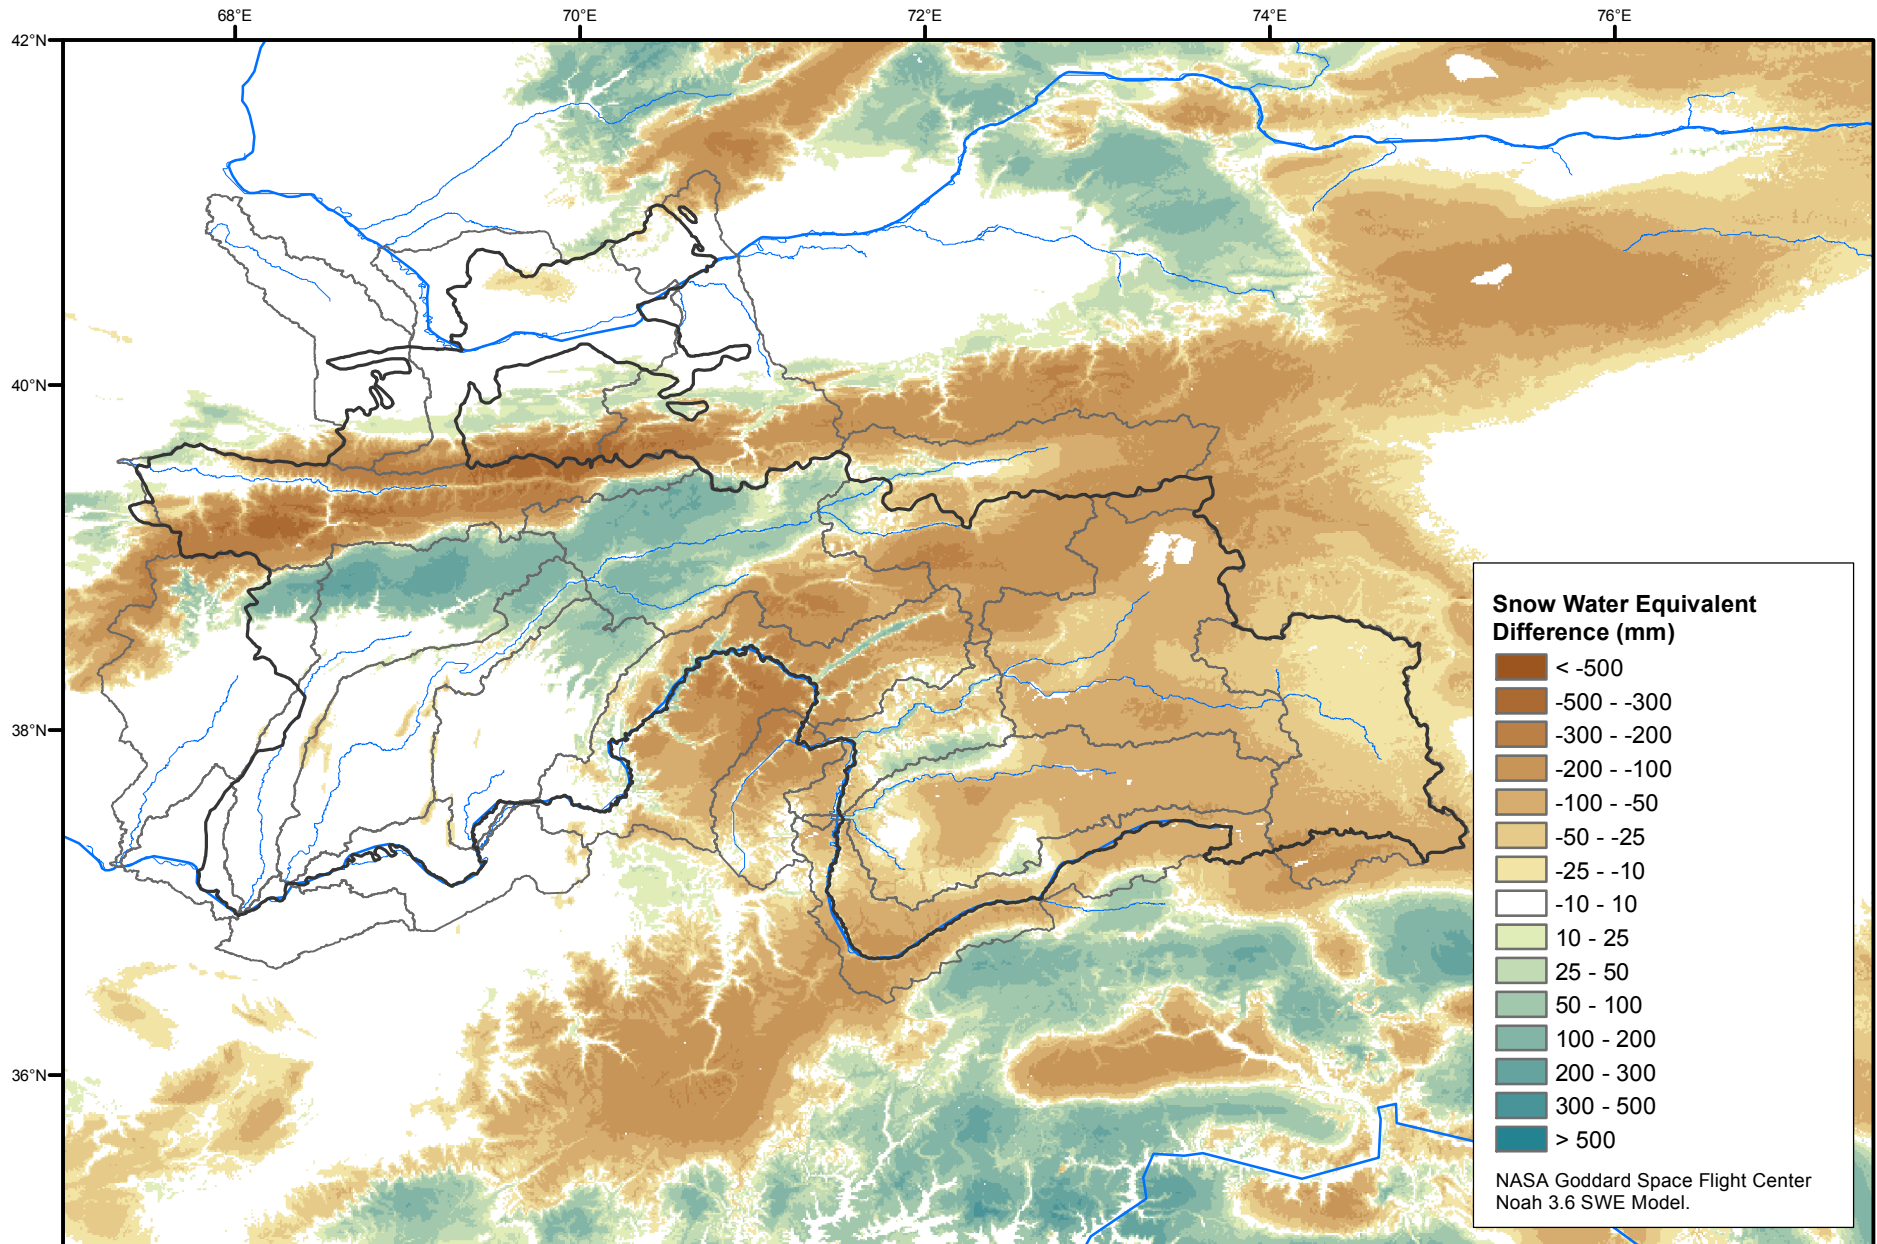 68°E 70°E 72°E 74°E 76°E
42°N
40°N
38°N
36°N
Snow Water Equivalent
Difference (mm)
< -500
-500 - -300
-300 - -200
-200 - -100
-100 - -50
-50 - -25
-25 - -10
-10 - 10
10 - 25
25 - 50
50 - 100
100 - 200
200 - 300
300 - 500
> 500
NASA Goddard Space Flight Center
Noah 3.6 SWE Model.